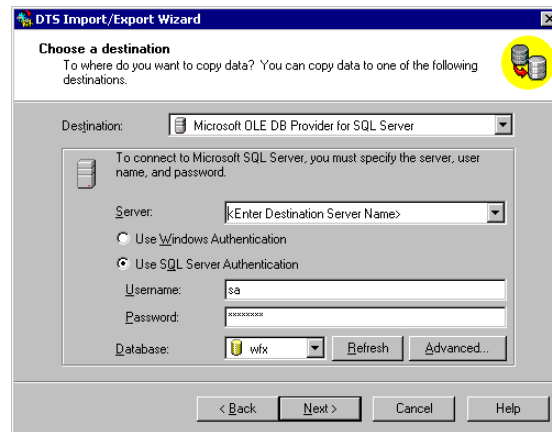 DTS Import/Export Wizard
Choose a destination
To where do you want to copy data? You can copy data to one of the following
destinations.
Destination: Microsoft OLE DB Provider for SQL Server
To connect to Microsoft SQL Server, you must specify the server, user
name, and password.
Server: <Enter Destination Server Name>
Use Windows Authentication
Use SQL Server Authentication
Username: sa
Password: ********
Database: wfx Refresh Advanced...
< Back Next > Cancel Help